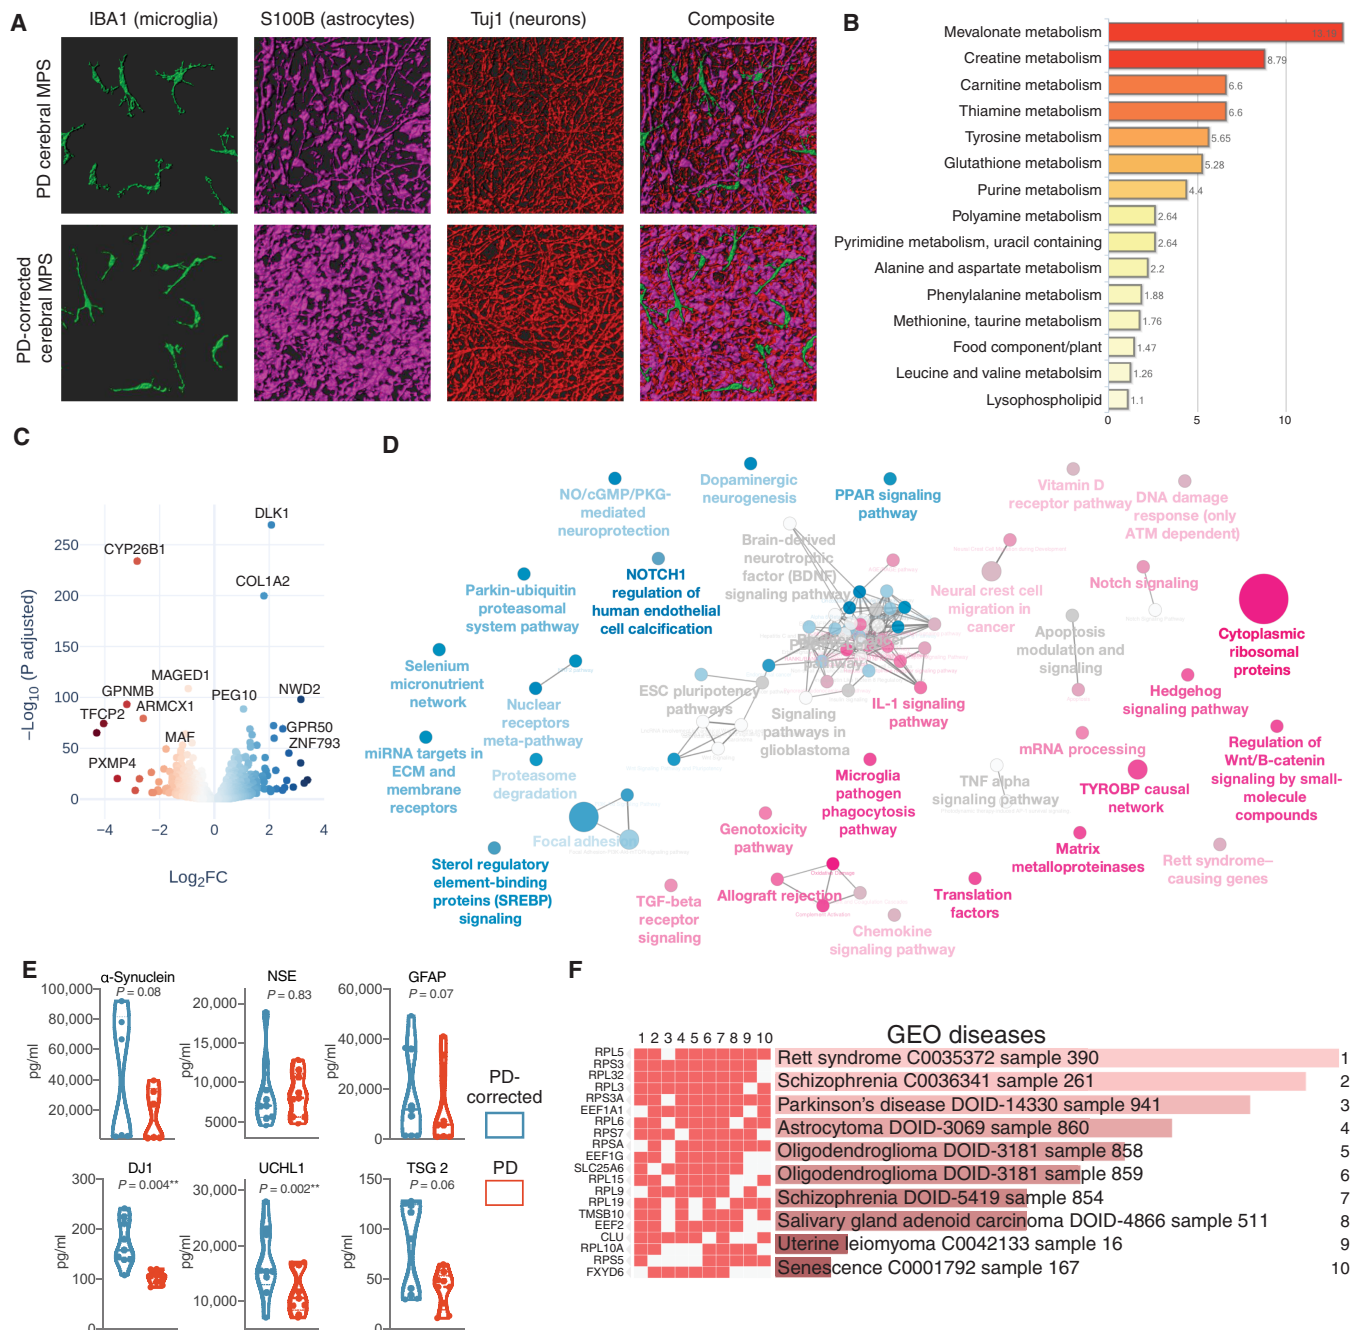 A
IBA1 (microglia)
S100B (astrocytes)
Tuj1 (neurons)
Composite
PD cerebral MPS
PD-corrected
cerebral MPS
B
Mevalonate metabolism
13.19
Creatine metabolism
8.79
Carnitine metabolism
6.6
Thiamine metabolism
6.6
Tyrosine metabolism
5.65
Glutathione metabolism
5.28
Purine metabolism
4.4
Polyamine metabolism
2.64
Pyrimidine metabolism, uracil containing
2.64
Alanine and aspartate metabolism
2.2
Phenylalanine metabolism
1.88
Methionine, taurine metabolism
1.76
Food component/plant
1.47
Leucine and valine metabolsim
1.26
Lysophospholipid
1.1
0 5 10
C
−Log10 (P adjusted)
250
200
150
100
50
0
−4 −2 0 2 4
Log2FC
DLK1
CYP26B1
COL1A2
MAGED1
GPNMB
ARMCX1
PEG10
NWD2
TFCP2
GPR50
MAF
ZNF793
PXMP4
D
NO/cGMP/PKG-
mediated
neuroprotection
Dopaminergic
neurogenesis
PPAR signaling
pathway
Vitamin D
receptor pathway
DNA damage
response (only
ATM dependent)
Brain-derived
neurotrophic
factor (BDNF)
signaling pathway
Parkin-ubiquitin
proteasomal
system pathway
NOTCH1
regulation of
human endothelial
cell calcification
Neural crest cell
migration in
cancer
Notch signaling
Apoptosis
modulation and
signaling
Cytoplasmic
ribosomal
proteins
Selenium
micronutrient
network
Nuclear
receptors
meta-pathway
ESC pluripotency
pathways
Signaling
pathways in
glioblastoma
IL-1 signaling
pathway
Hedgehog
signaling pathway
miRNA targets in
ECM and
membrane
receptors
Proteasome
degradation
Microglia
pathogen
phagocytosis
pathway
mRNA processing
TNF alpha
signaling pathway
TYROBP causal
network
Regulation of
Wnt/B-catenin
signaling by small-
molecule
compounds
Focal adhesion
Genotoxicity
pathway
Matrix
metalloproteinases
Rett syndrome–
causing genes
Sterol regulatory
element-binding
proteins (SREBP)
signaling
TGF-beta
receptor
signaling
Oxidative Damage
Allograft rejection
Complement Activation
Translation
factors
Chemokine
signaling pathway
E
α-Synuclein
P = 0.08
pg/ml
100,000
80,000
60,000
40,000
20,000
NSE
P = 0.83
pg/ml
20,000
15,000
10,000
5000
GFAP
P = 0.07
pg/ml
60,000
40,000
20,000
0
PD-
corrected
PD
DJ1
P = 0.004**
pg/ml
300
200
100
0
UCHL1
P = 0.002**
pg/ml
30,000
20,000
10,000
TSG 2
P = 0.06
pg/ml
150
100
50
0
F
1 2 3 4 5 6 7 8 9 10
GEO diseases
RPL5
RPS3
RPL32
RPL3
RPS3A
EEF1A1
RPL6
RPS7
RPSA
EEF1G
SLC25A6
RPL15
RPL9
RPL19
TMSB10
EEF2
CLU
RPL10A
RPS5
FXYD6
Rett syndrome C0035372 sample 390 1
Schizophrenia C0036341 sample 261 2
Parkinson's disease DOID-14330 sample 941 3
Astrocytoma DOID-3069 sample 860 4
Oligodendroglioma DOID-3181 sample 858 5
Oligodendroglioma DOID-3181 sample 859 6
Schizophrenia DOID-5419 sample 854 7
Salivary gland adenoid carcinoma DOID-4866 sample 511 8
Uterine leiomyoma C0042133 sample 16 9
Senescence C0001792 sample 167 10